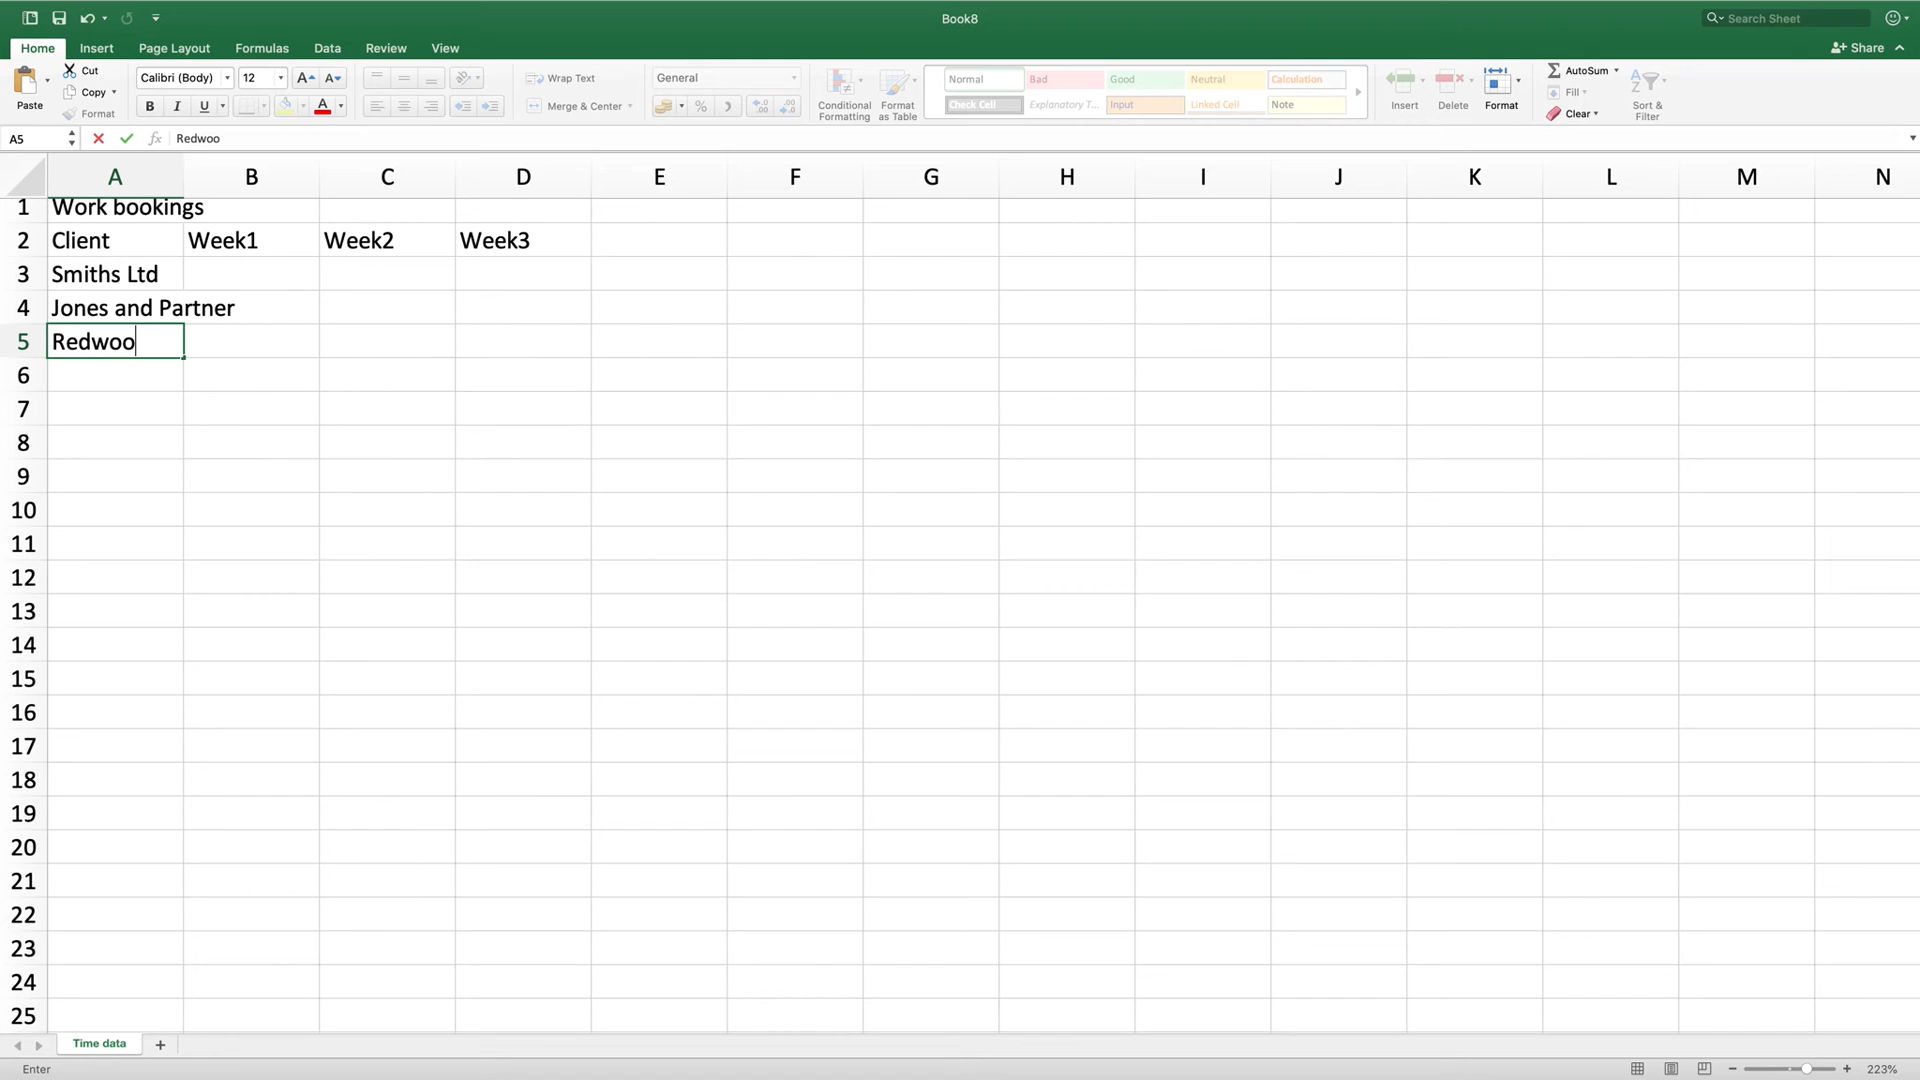 Book8
Search Sheet
Home Insert Page Layout Formulas Data Review View
Share
Paste
Cut
Copy
Format
Calibri (Body) 12 A A
B I U A
Wrap Text
Merge & Center
General
% 
Conditional Formatting
Format as Table
Normal Bad Good Neutral Calculation
Check Cell Explanatory T... Input Linked Cell Note
Insert Delete Format
AutoSum
Fill
Clear
Sort & Filter
A5 fx Redwoo
A B C D E F G H I J K L M N
1 Work bookings
2 Client Week1 Week2 Week3
3 Smiths Ltd
4 Jones and Partner
5 Redwoo
6
7
8
9
10
11
12
13
14
15
16
17
18
19
20
21
22
23
24
25
Time data +
Enter
223%